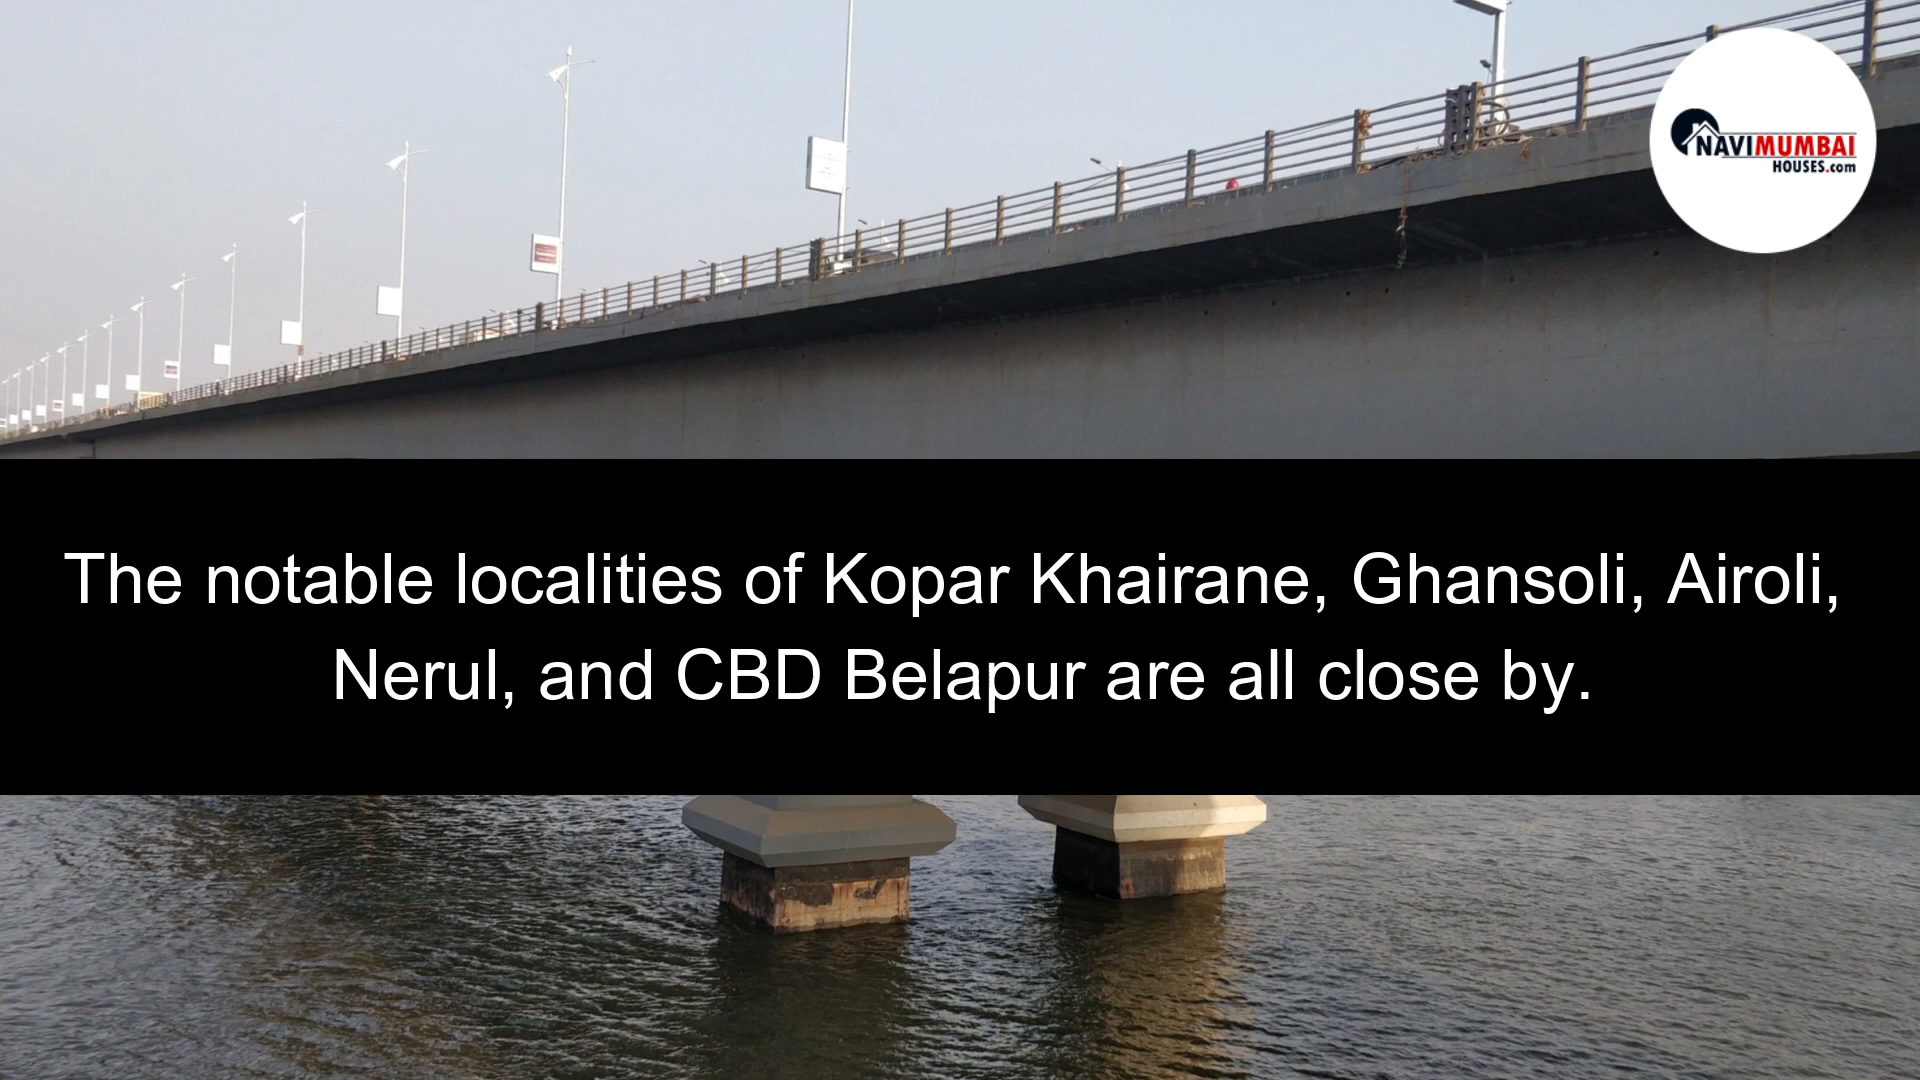 NAVIMUMBAI
HOUSES.com
The notable localities of Kopar Khairane, Ghansoli, Airoli,
Nerul, and CBD Belapur are all close by.